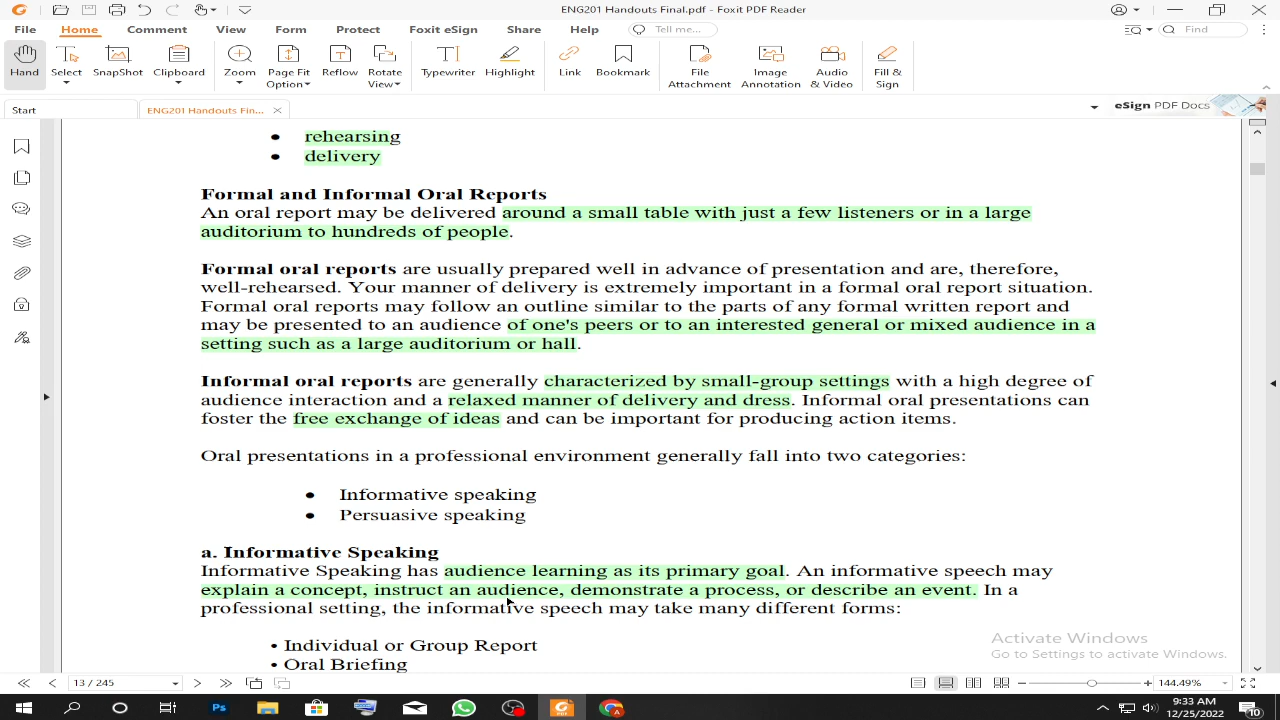 ENG201 Handouts Final.pdf - Foxit PDF Reader
File Home Comment View Form Protect Foxit eSign Share Help Tell me... Find
Hand Select SnapShot Clipboard Zoom Page Fit Option Reflow Rotate View Typewriter Highlight Link Bookmark File Attachment Image Annotation Audio & Video Fill & Sign
Start ENG201 Handouts Fin... eSign PDF Docs
• rehearsing
• delivery
Formal and Informal Oral Reports
An oral report may be delivered around a small table with just a few listeners or in a large
auditorium to hundreds of people.
Formal oral reports are usually prepared well in advance of presentation and are, therefore,
well-rehearsed. Your manner of delivery is extremely important in a formal oral report situation.
Formal oral reports may follow an outline similar to the parts of any formal written report and
may be presented to an audience of one's peers or to an interested general or mixed audience in a
setting such as a large auditorium or hall.
Informal oral reports are generally characterized by small-group settings with a high degree of
audience interaction and a relaxed manner of delivery and dress. Informal oral presentations can
foster the free exchange of ideas and can be important for producing action items.
Oral presentations in a professional environment generally fall into two categories:
• Informative speaking
• Persuasive speaking
a. Informative Speaking
Informative Speaking has audience learning as its primary goal. An informative speech may
explain a concept, instruct an audience, demonstrate a process, or describe an event. In a
professional setting, the informative speech may take many different forms:
• Individual or Group Report
• Oral Briefing
Activate Windows
Go to Settings to activate Windows.
13 / 245 144.49%
Ps 9:33 AM
12/25/2022 10